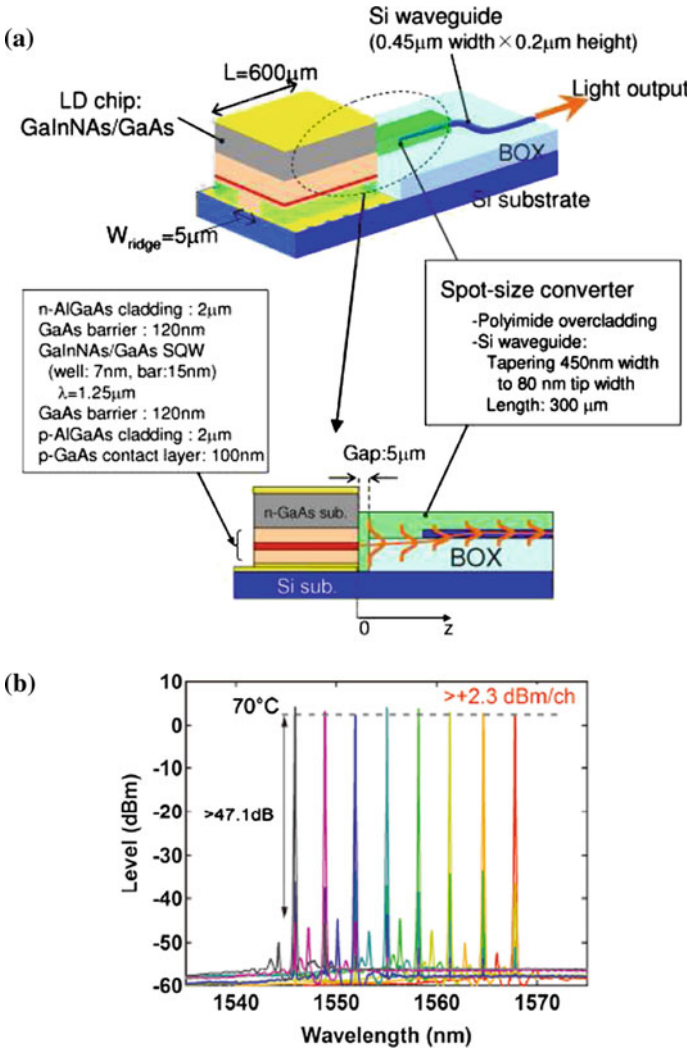 (a)
Si waveguide
(0.45μm width×0.2μm height)
L=600μm
LD chip:
GaInNAs/GaAs
Light output
BOX
Si substrate
Wridge=5μm
n-AlGaAs cladding : 2μm
GaAs barrier : 120nm
GaInNAs/GaAs SQW
(well: 7nm, bar:15nm)
λ=1.25μm
GaAs barrier : 120nm
p-AlGaAs cladding : 2μm
p-GaAs contact layer: 100nm
Spot-size converter
-Polyimide overcladding
-Si waveguide:
Tapering 450nm width
to 80 nm tip width
Length: 300 μm
Gap:5μm
n-GaAs sub.
BOX
Si sub.
0
z
(b)
10
0
-10
-20
-30
-40
-50
-60
Level (dBm)
70°C
>+2.3 dBm/ch
>47.1dB
1540
1550
1560
1570
Wavelength (nm)